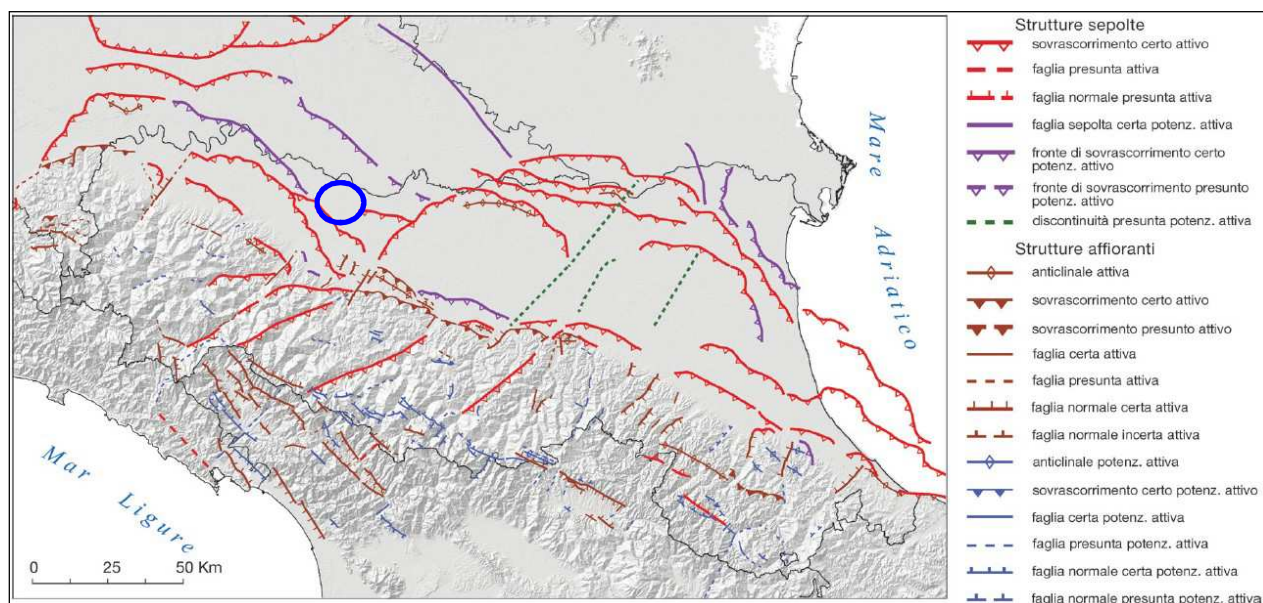 Mare
Adriatico
Mar Ligure
0 25 50 Km
Strutture sepolte
sovrascorrimento certo attivo
faglia presunta attiva
faglia normale presunta attiva
faglia sepolta certa potenz. attiva
fronte di sovrascorrimento certo
potenz. attivo
fronte di sovrascorrimento presunto
potenz. attivo
discontinuità presunta potenz. attiva
Strutture affioranti
anticlinale attiva
sovrascorrimento certo attivo
sovrascorrimento presunto attivo
faglia certa attiva
faglia presunta attiva
faglia normale certa attiva
faglia normale incerta attiva
anticlinale potenz. attiva
sovrascorrimento certo potenz. attivo
faglia certa potenz. attiva
faglia presunta potenz. attiva
faglia normale certa potenz. attiva
faglia normale presunta potenz. attiva